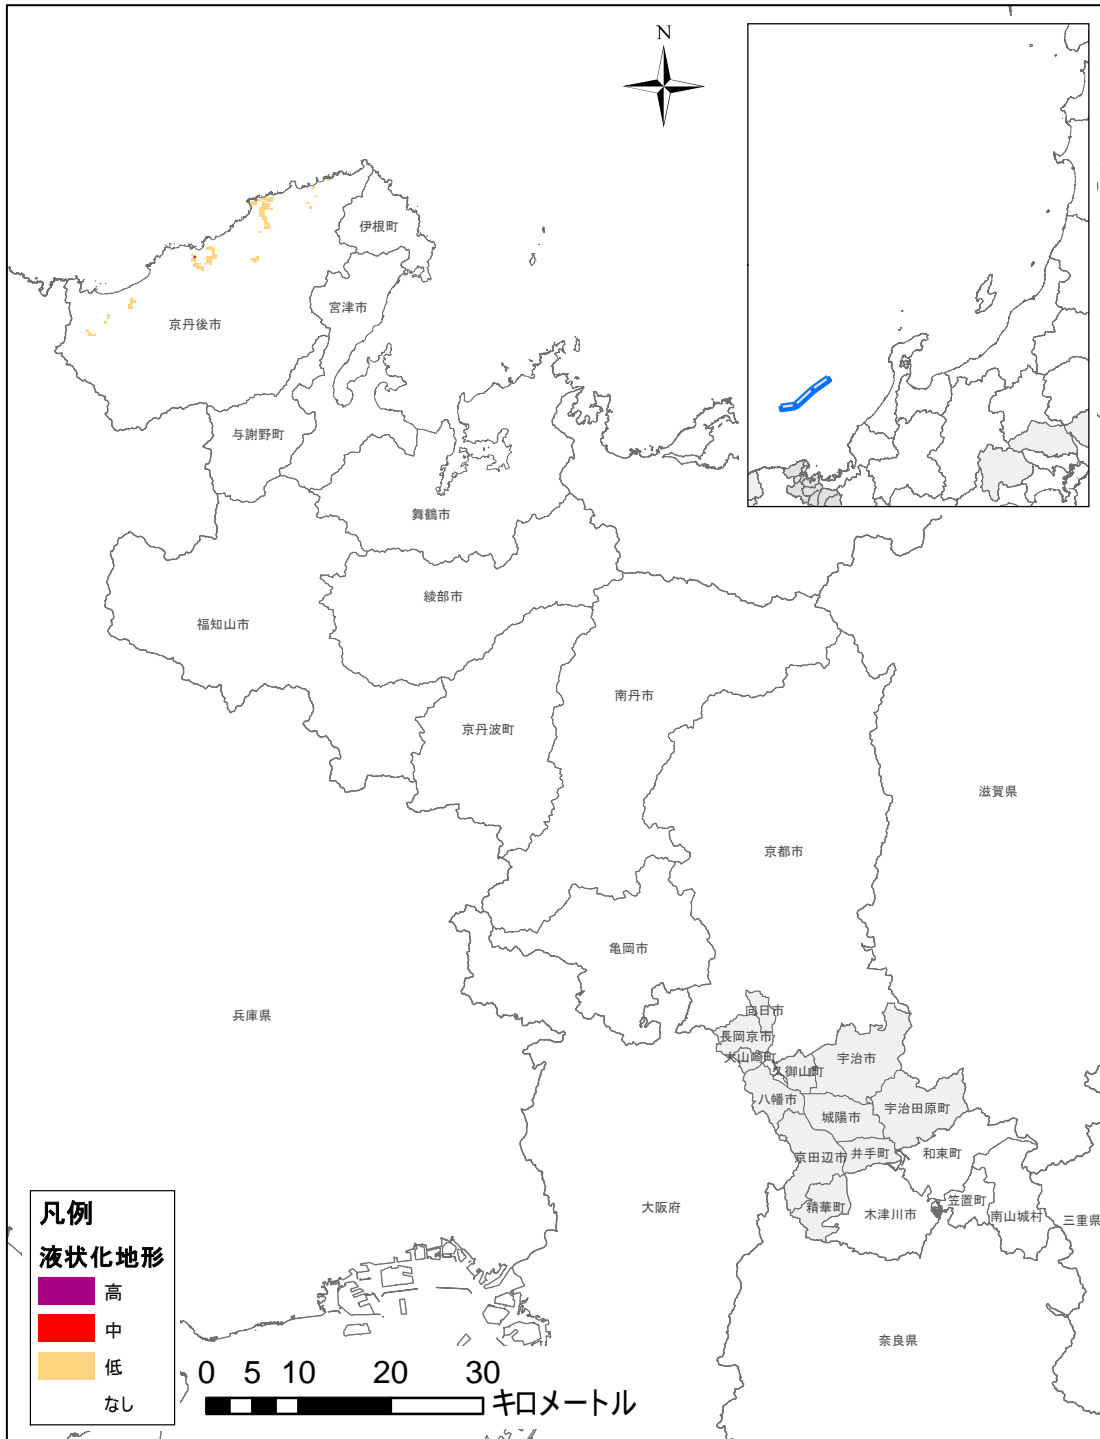 N
伊根町
宮津市
京丹後市
与謝野町
舞鶴市
綾部市
福知山市
南丹市
京丹波町
滋賀県
京都市
亀岡市
兵庫県
向日市
長岡京市
大山崎町
宇治市
久御山町
八幡市
宇治田原町
城陽市
京田辺市
井手町
和束町
精華町
木津川市
笠置町
南山城村
三重県
大阪府
奈良県
凡例
液状化地形
高
中
低
なし
0 5 10 20 30
キロメートル